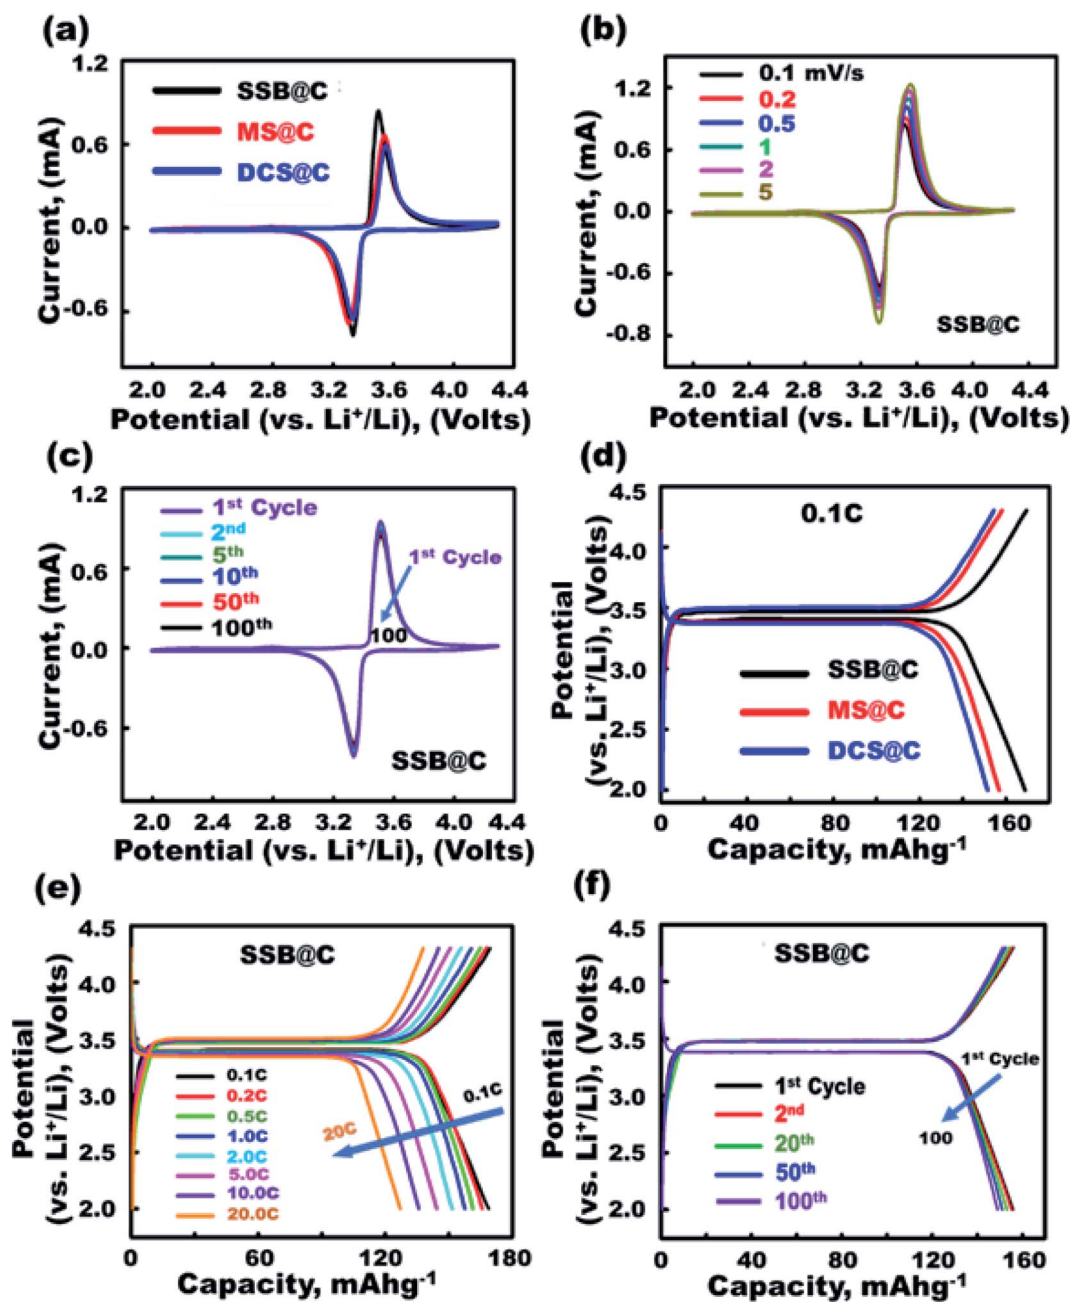 (a)
1.2
0.6
0.0
-0.6
Current, (mA)
SSB@C
MS@C
DCS@C
2.0 2.4 2.8 3.2 3.6 4.0 4.4
Potential (vs. Li⁺/Li), (Volts)
(b)
1.2
0.6
0.0
-0.6
-0.8
Current, (mA)
0.1 mV/s
0.2
0.5
1
2
5
SSB@C
2.0 2.4 2.8 3.2 3.6 4.0 4.4
Potential (vs. Li⁺/Li), (Volts)
(c)
1.2
0.6
0.0
-0.6
Current, (mA)
1ˢᵗ Cycle
2ⁿᵈ
5ᵗʰ
10ᵗʰ
50ᵗʰ
100ᵗʰ
1ˢᵗ Cycle
100
SSB@C
2.0 2.4 2.8 3.2 3.6 4.0 4.4
Potential (vs. Li⁺/Li), (Volts)
(d)
4.5
4.0
3.5
3.0
2.5
2.0
Potential
(vs. Li⁺/Li), (Volts)
0.1C
SSB@C
MS@C
DCS@C
0 40 80 120 160
Capacity, mAhg⁻¹
(e)
4.5
4.0
3.5
3.0
2.5
2.0
Potential
(vs. Li⁺/Li), (Volts)
SSB@C
0.1C
0.2C
0.5C
1.0C
2.0C
5.0C
10.0C
20.0C
20C
0.1C
0 60 120 180
Capacity, mAhg⁻¹
(f)
4.5
4.0
3.5
3.0
2.5
2.0
Potential
(vs. Li⁺/Li), (Volts)
SSB@C
1ˢᵗ Cycle
100
1ˢᵗ Cycle
2ⁿᵈ
20ᵗʰ
50ᵗʰ
100ᵗʰ
0 40 80 120 160
Capacity, mAhg⁻¹